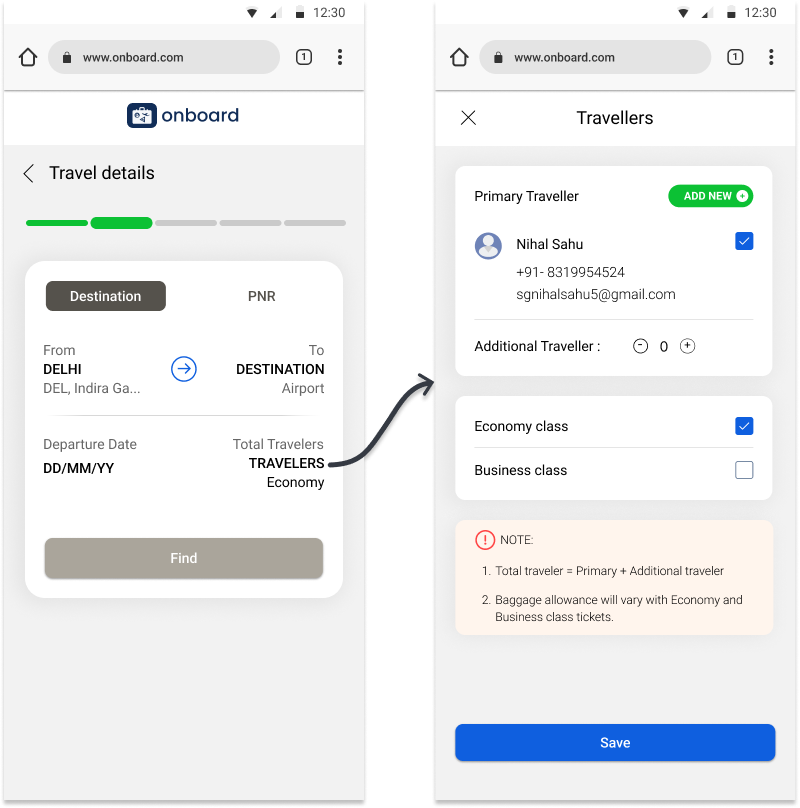 12:30
www.onboard.com
1
onboard
Travel details
Destination PNR
From To
DELHI DESTINATION
DEL, Indira Ga... Airport
Departure Date Total Travelers
DD/MM/YY TRAVELERS
Economy
Find
12:30
www.onboard.com
1
Travellers
Primary Traveller ADD NEW
Nihal Sahu
+91- 8319954524
sgnihalsahu5@gmail.com
Additional Traveller : 0
Economy class
Business class
NOTE:
1. Total traveler = Primary + Additional traveler
2. Baggage allowance will vary with Economy and
Business class tickets.
Save